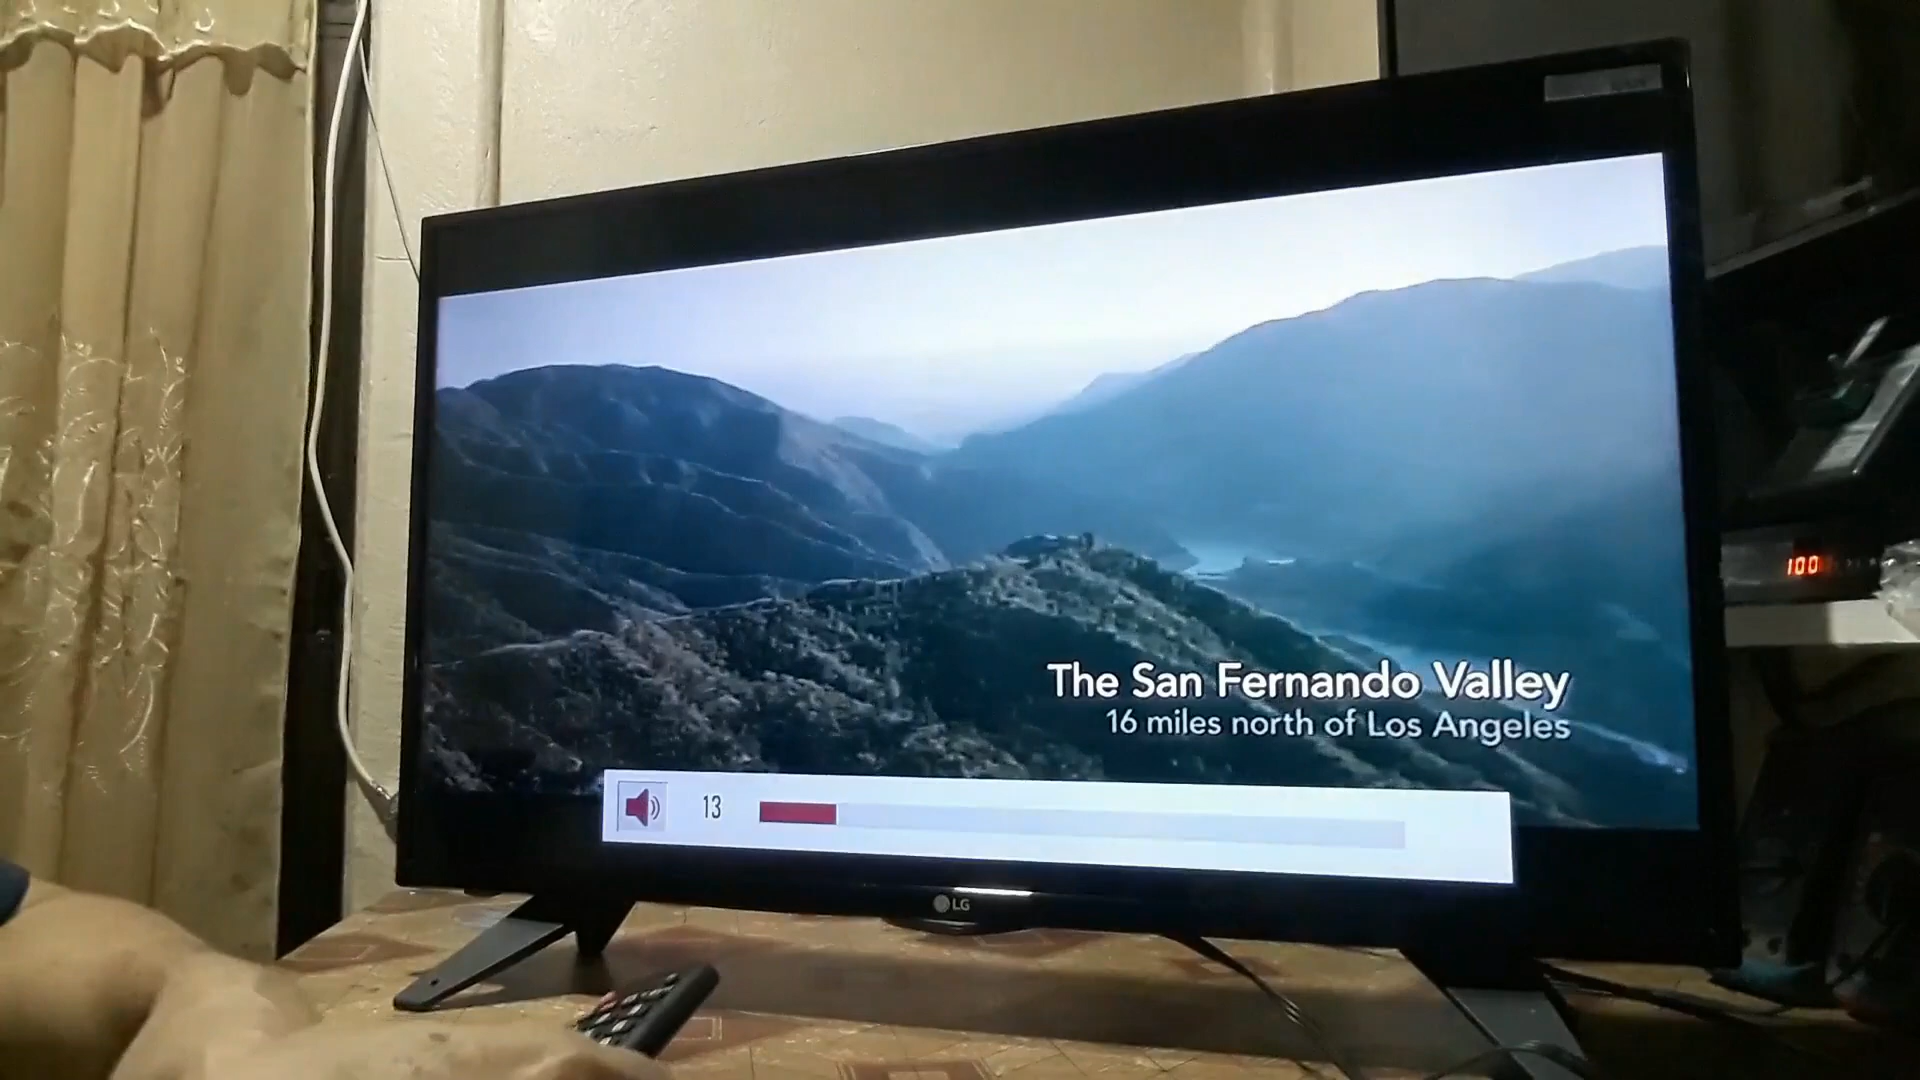 The San Fernando Valley
16 miles north of Los Angeles
13
LG
100